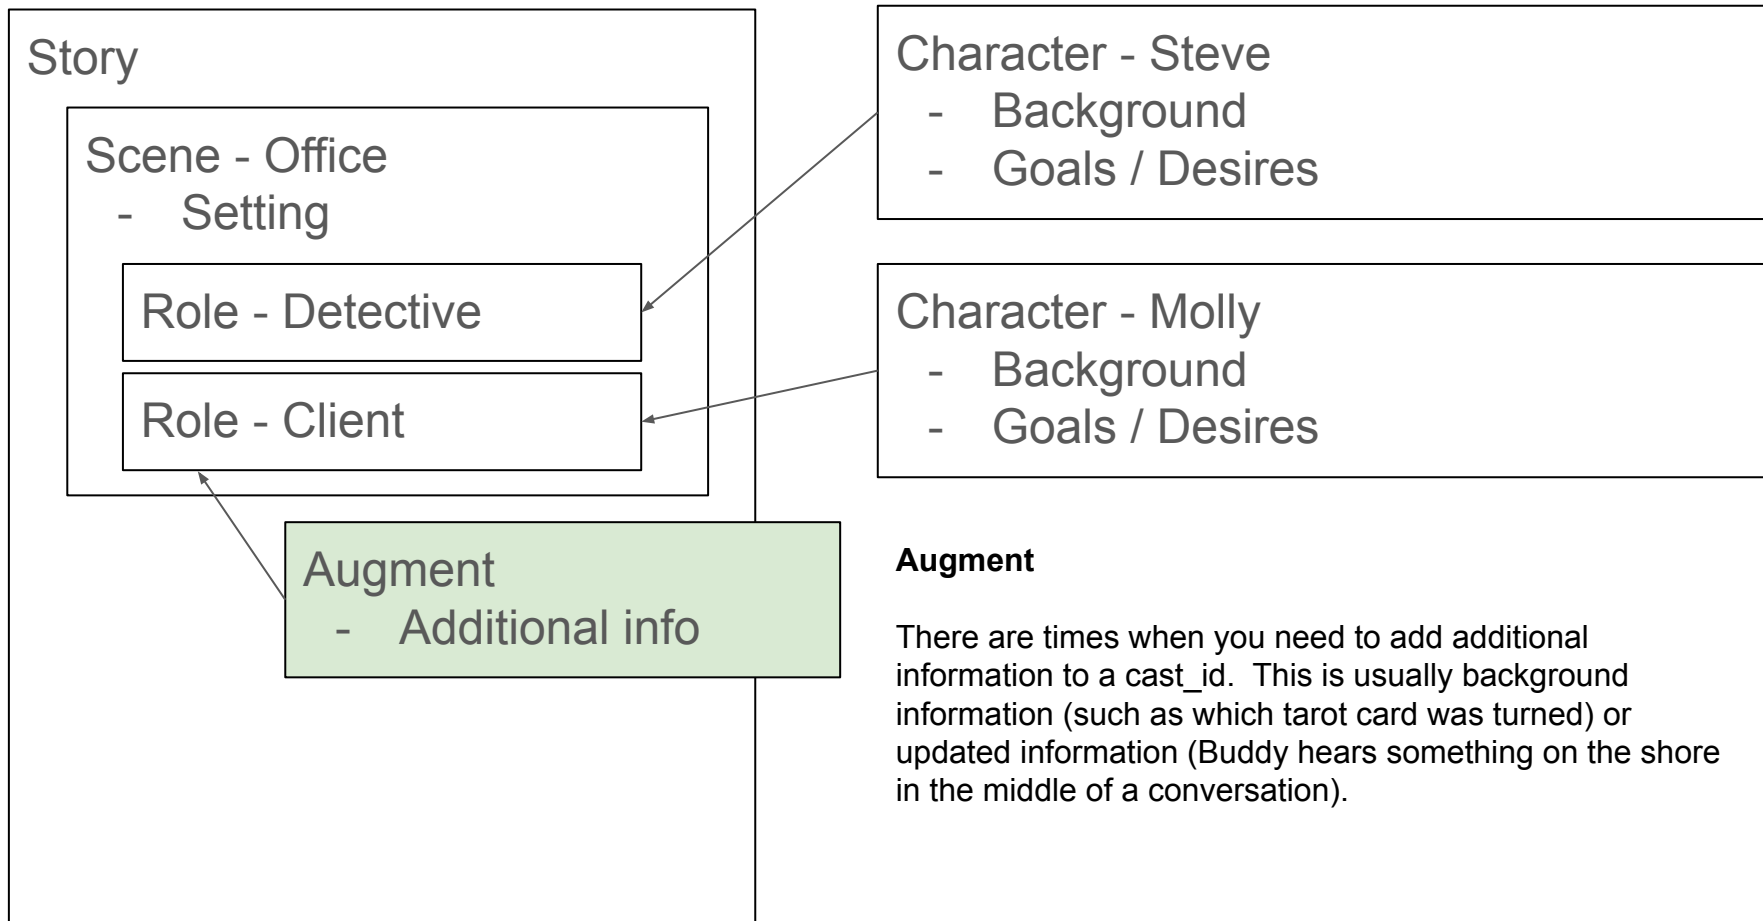 Story
Scene - Office
- Setting
Role - Detective
Role - Client
Augment
- Additional info
Character - Steve
- Background
- Goals / Desires
Character - Molly
- Background
- Goals / Desires
Augment
There are times when you need to add additional
information to a cast_id.  This is usually background
information (such as which tarot card was turned) or
updated information (Buddy hears something on the shore
in the middle of a conversation).